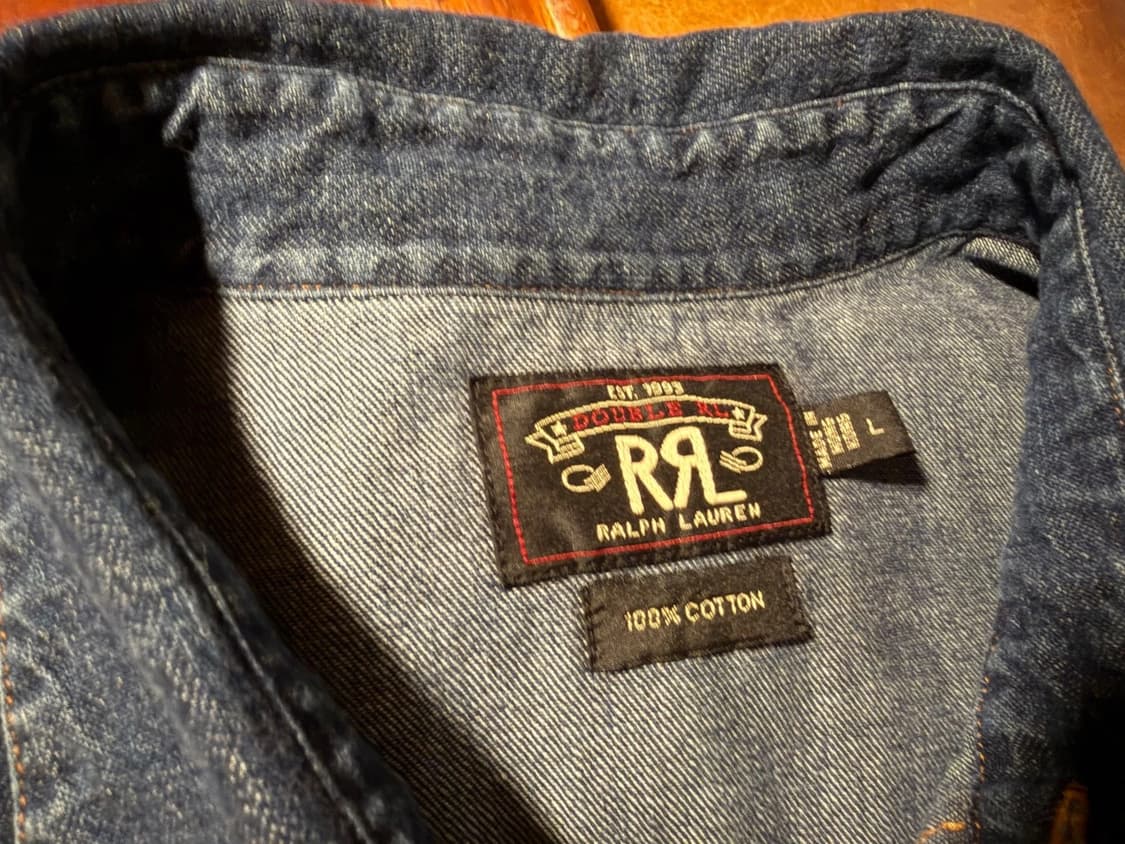 EST. 1993
DOUBLE RL
RRL
RALPH LAUREN
L
100% COTTON